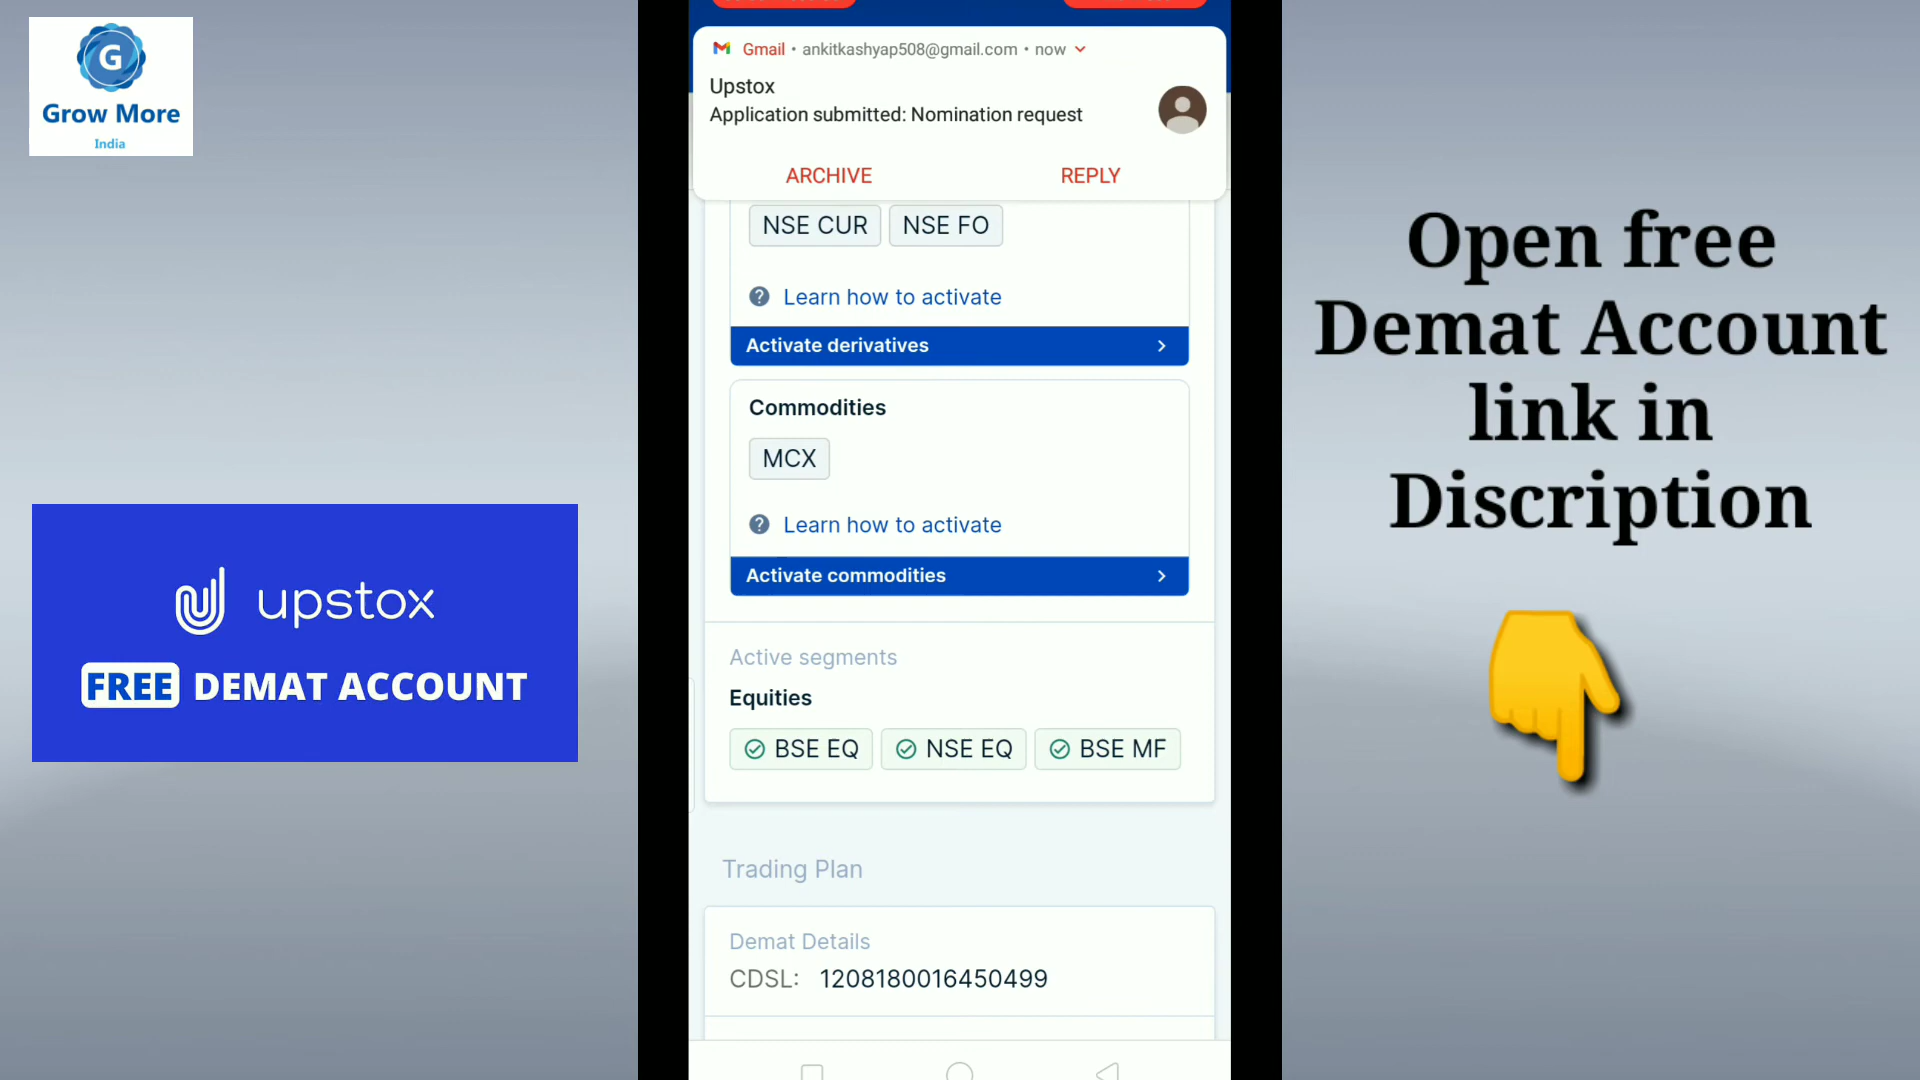 G
Grow More
India
upstox
FREE DEMAT ACCOUNT
Gmail • ankitkashyap508@gmail.com • now
Upstox
Application submitted: Nomination request
ARCHIVE REPLY
NSE CUR NSE FO
? Learn how to activate
Activate derivatives
Commodities
MCX
? Learn how to activate
Activate commodities
Active segments
Equities
BSE EQ NSE EQ BSE MF
Trading Plan
Demat Details
CDSL: 1208180016450499
Open free
Demat Account
link in
Discription